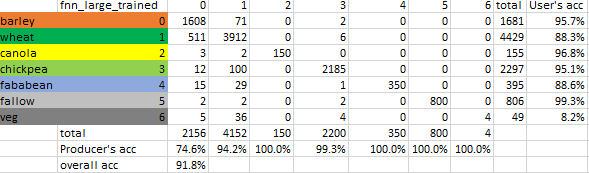 fnn_large_trained 0 1 2 3 4 5 6 total User's acc
barley 0 1608 71 0 2 0 0 0 1681 95.7%
wheat 1 511 3912 0 6 0 0 0 4429 88.3%
canola 2 3 2 150 0 0 0 0 155 96.8%
chickpea 3 12 100 0 2185 0 0 0 2297 95.1%
fababean 4 15 29 0 1 350 0 0 395 88.6%
fallow 5 2 2 0 2 0 800 0 806 99.3%
veg 6 5 36 0 4 0 0 4 49 8.2%
total 2156 4152 150 2200 350 800 4
Producer's acc 74.6% 94.2% 100.0% 99.3% 100.0% 100.0% 100.0%
overall acc 91.8%